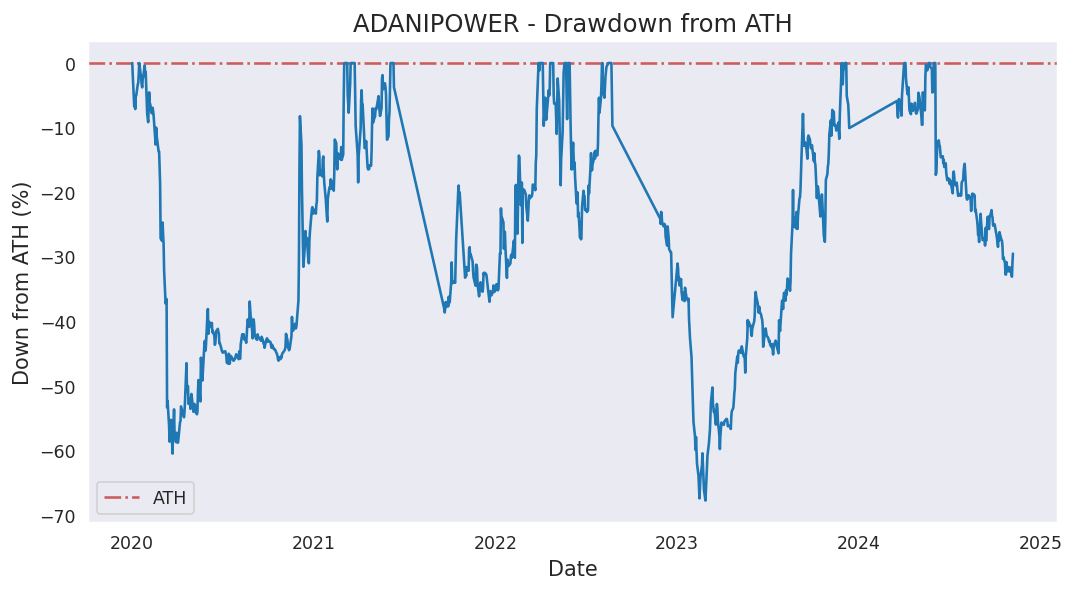 ADANIPOWER - Drawdown from ATH
Down from ATH (%)
0
−10
−20
−30
−40
−50
−60
−70
ATH
2020 2021 2022 2023 2024 2025
Date